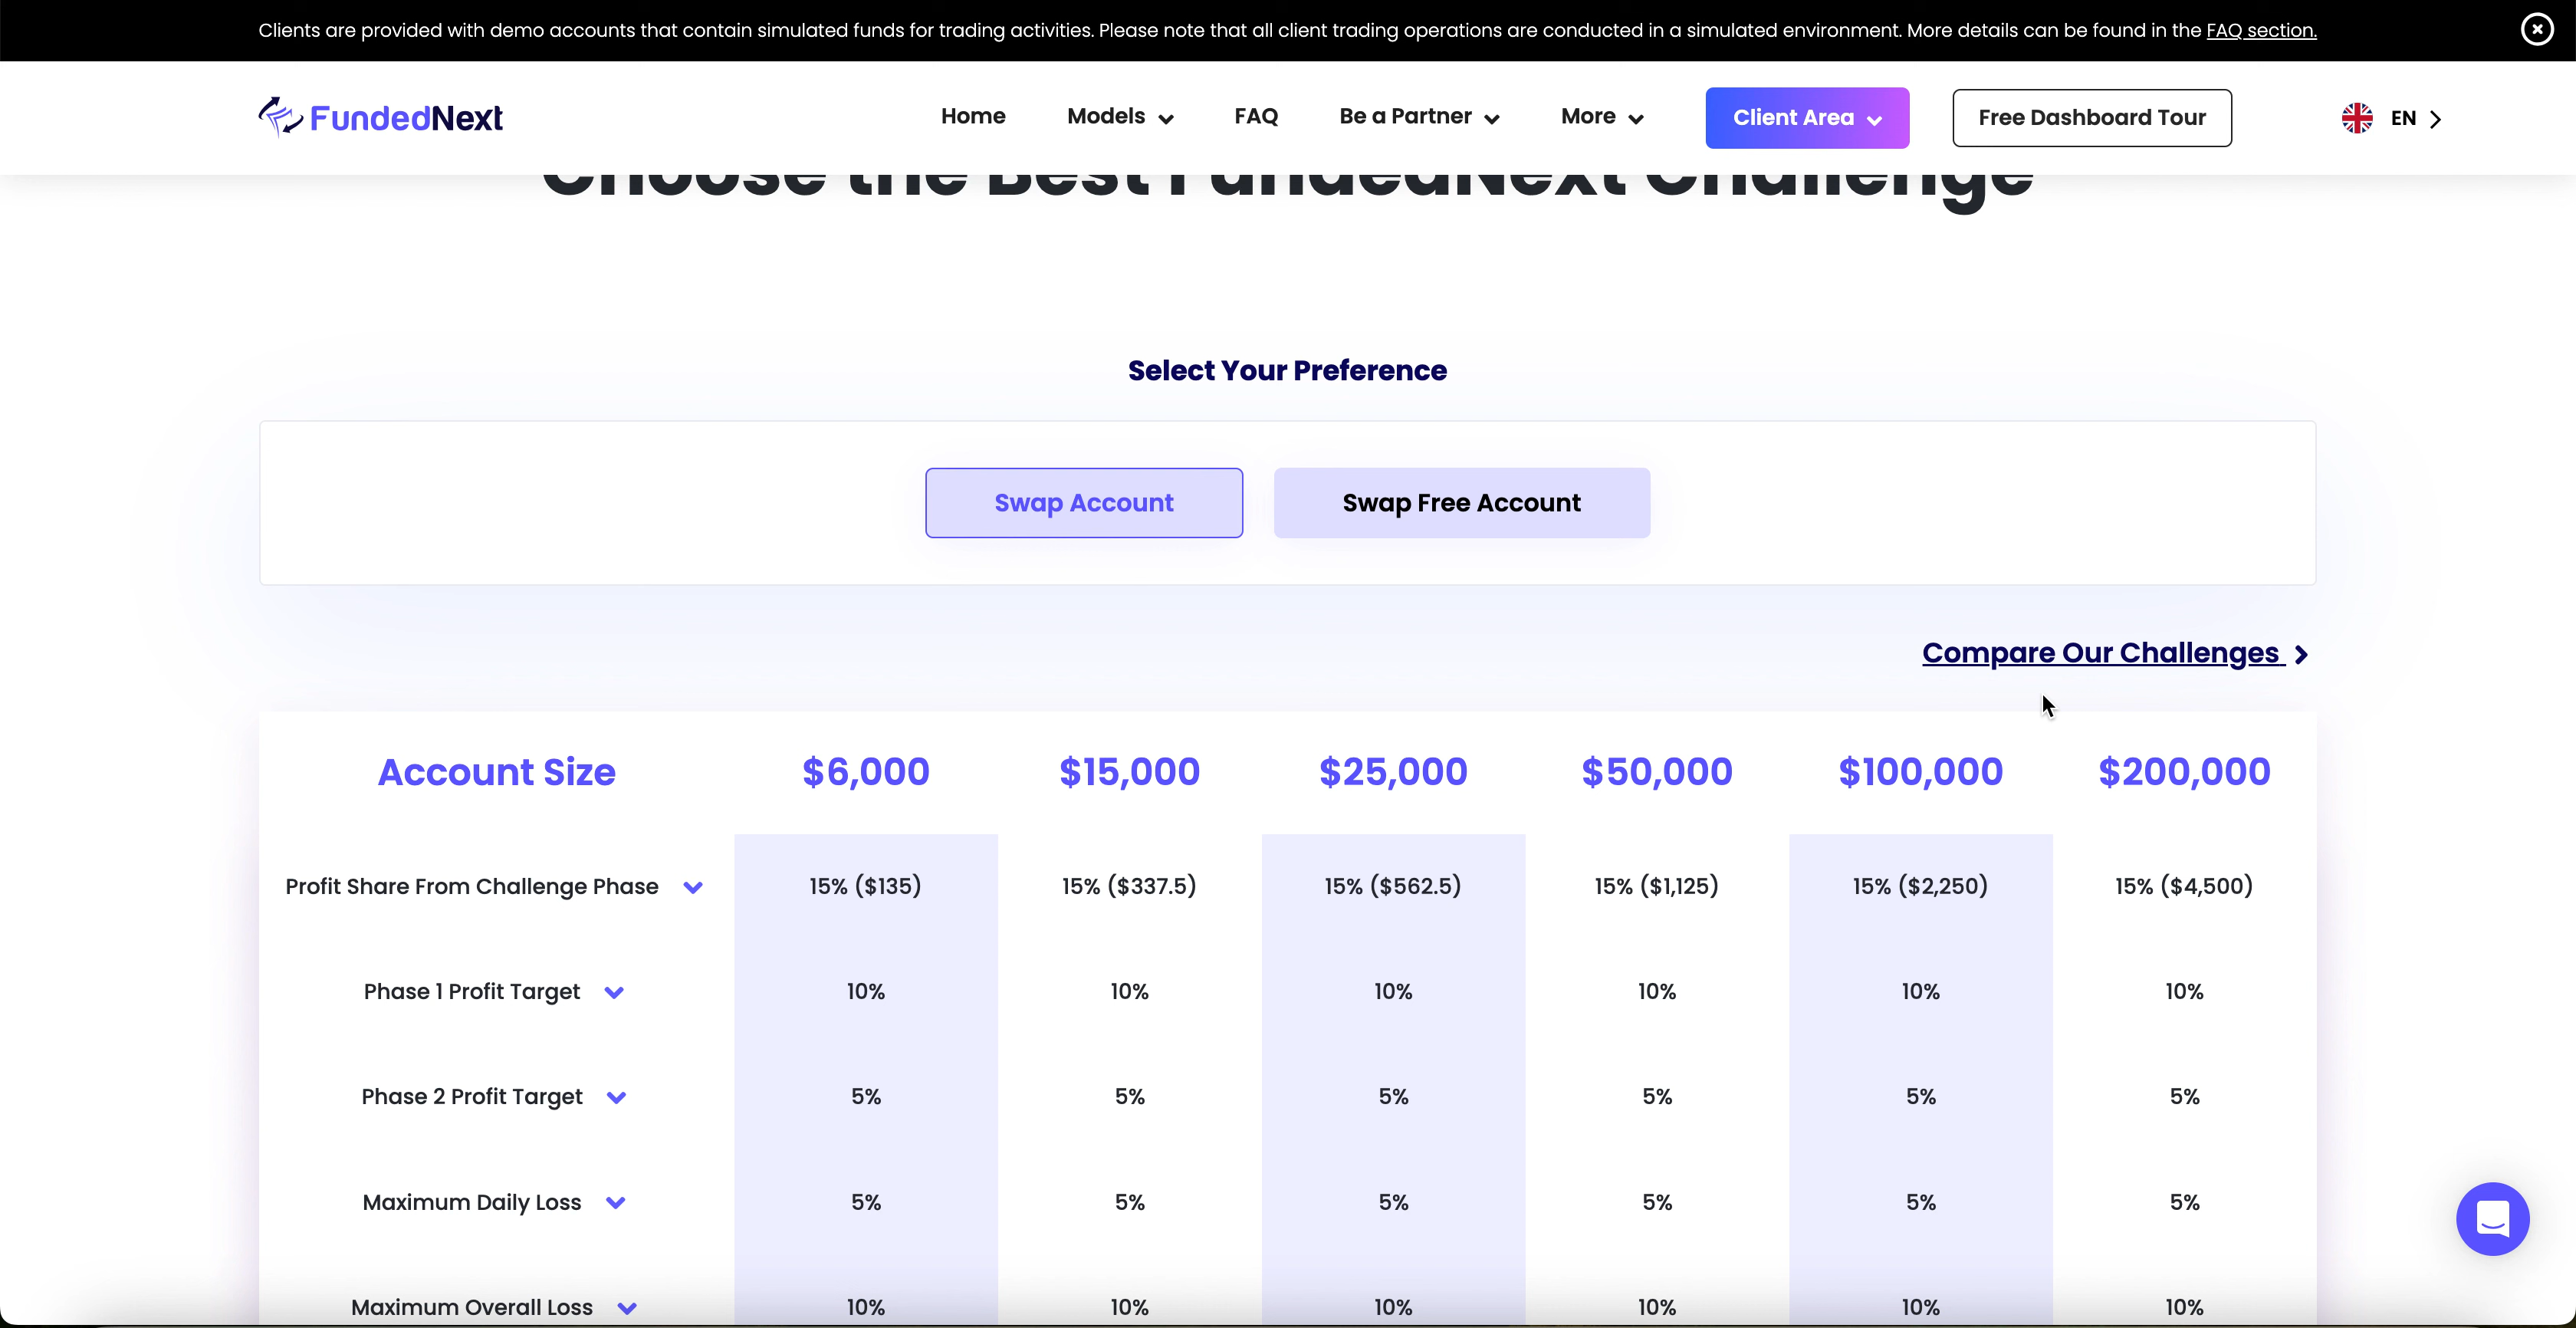 Clients are provided with demo accounts that contain simulated funds for trading activities. Please note that all client trading operations are conducted in a simulated environment. More details can be found in the FAQ section.
FundedNext
Home
Models
FAQ
Be a Partner
More
Client Area
Free Dashboard Tour
EN
Choose the Best FundedNext Challenge
Select Your Preference
Swap Account
Swap Free Account
Compare Our Challenges
Account Size $6,000 $15,000 $25,000 $50,000 $100,000 $200,000
Profit Share From Challenge Phase 15% ($135) 15% ($337.5) 15% ($562.5) 15% ($1,125) 15% ($2,250) 15% ($4,500)
Phase 1 Profit Target 10% 10% 10% 10% 10% 10%
Phase 2 Profit Target 5% 5% 5% 5% 5% 5%
Maximum Daily Loss 5% 5% 5% 5% 5% 5%
Maximum Overall Loss 10% 10% 10% 10% 10% 10%